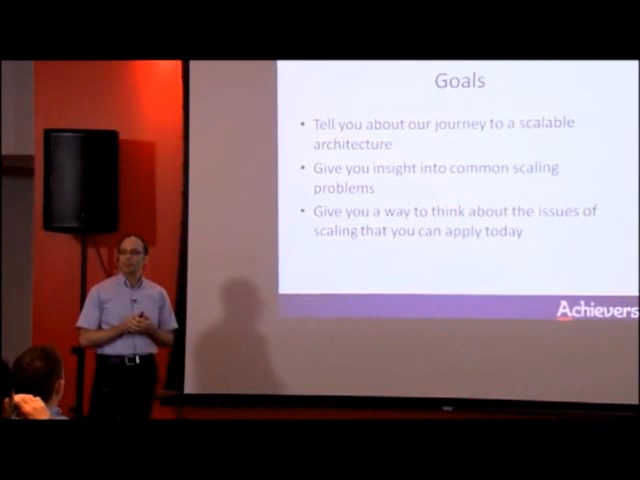 Goals
• Tell you about our journey to a scalable
architecture
• Give you insight into common scaling
problems
• Give you a way to think about the issues of
scaling that you can apply today
Achievers